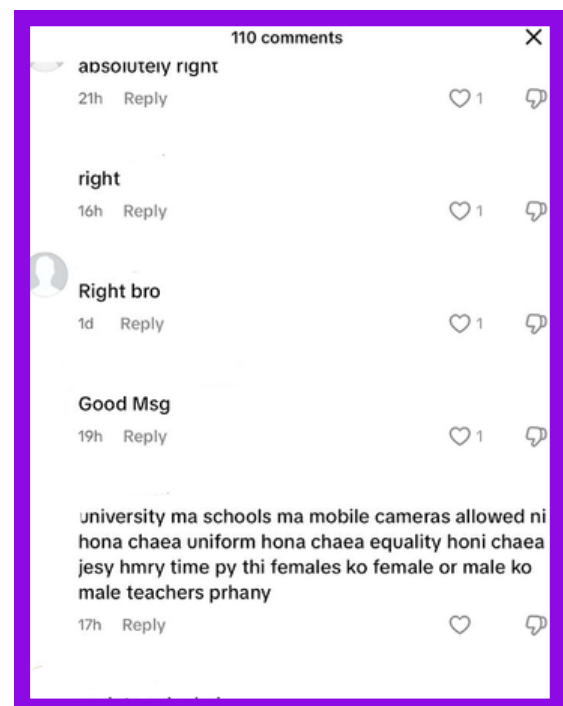 110 comments
absolutely right
21h Reply 1
right
16h Reply 1
Right bro
1d Reply 1
Good Msg
19h Reply 1
university ma schools ma mobile cameras allowed ni
hona chaea uniform hona chaea equality honi chaea
jesy hmry time py thi females ko female or male ko
male teachers prhany
17h Reply